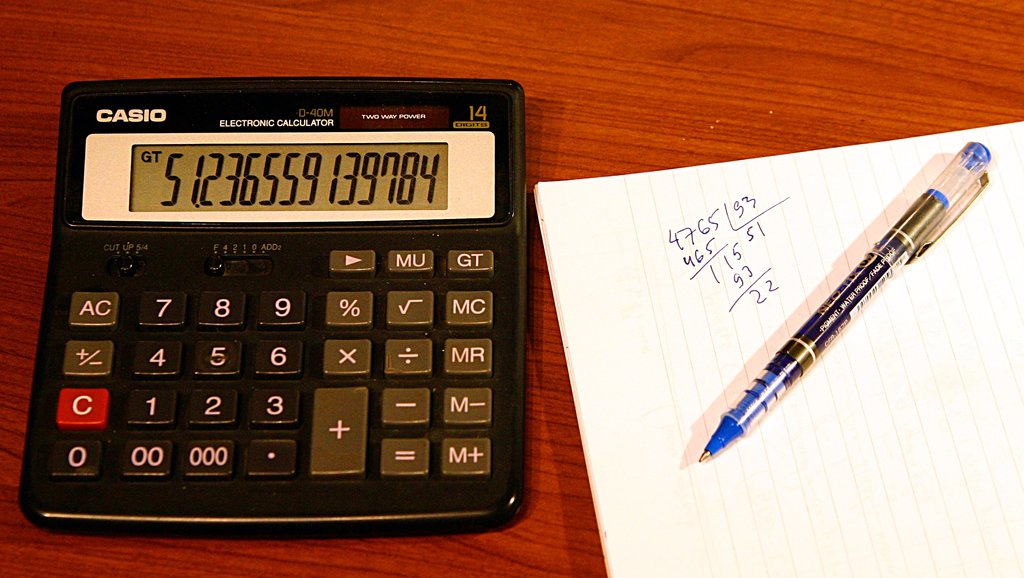 CASIO
D-40M
ELECTRONIC CALCULATOR
TWO WAY POWER
14
DIGITS
GT
51.236559139784
CUT UP 5/4
F 4 2 1 0 ADD₂
► MU GT
AC 7 8 9 % √ MC
+/− 4 5 6 × ÷ MR
C 1 2 3 + − M−
0 00 000 · = M+
4765 93
465 51
115
93
22
PIGMENT: WATER PROOF / FADE PROOF